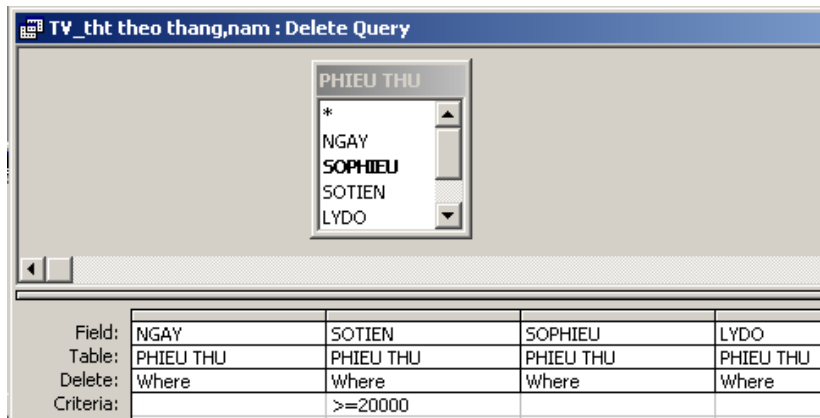 TV_tht theo thang,nam : Delete Query
PHIEU THU
*
NGAY
SOPHIEU
SOTIEN
LYDO
Field: NGAY SOTIEN SOPHIEU LYDO
Table: PHIEU THU PHIEU THU PHIEU THU PHIEU THU
Delete: Where Where Where Where
Criteria: >=20000